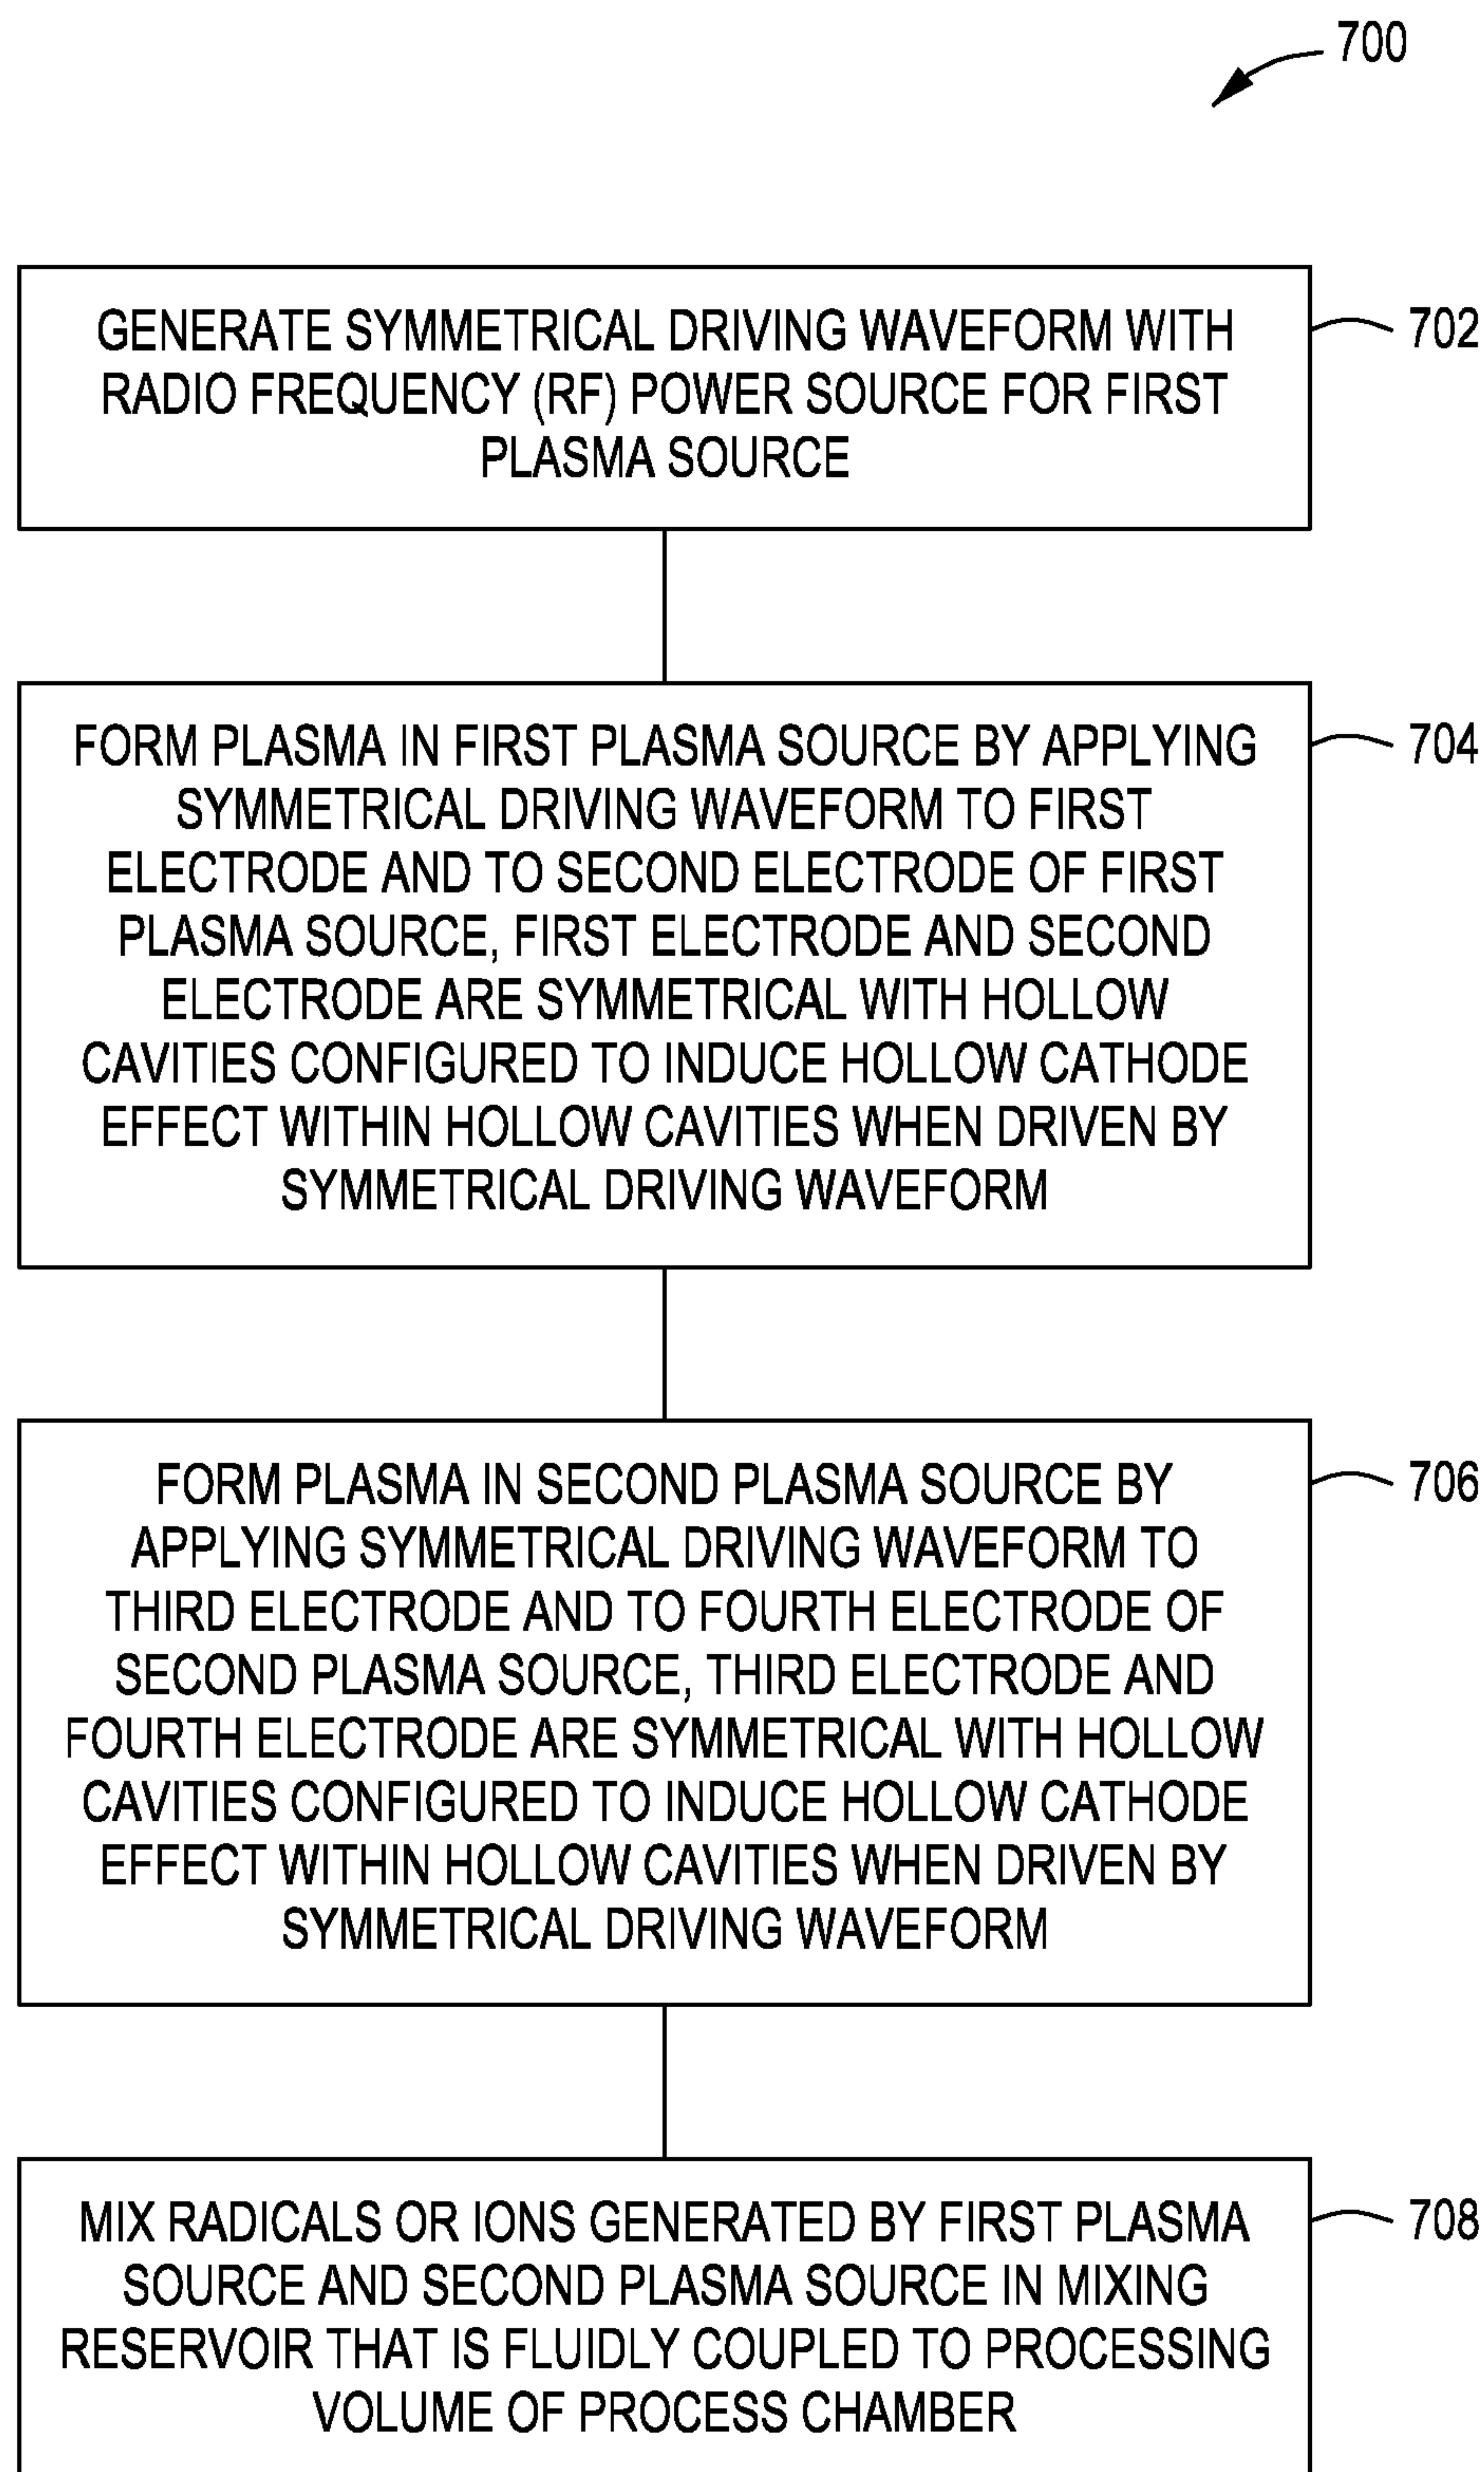 700
GENERATE SYMMETRICAL DRIVING WAVEFORM WITH
RADIO FREQUENCY (RF) POWER SOURCE FOR FIRST
PLASMA SOURCE
702
FORM PLASMA IN FIRST PLASMA SOURCE BY APPLYING
SYMMETRICAL DRIVING WAVEFORM TO FIRST
ELECTRODE AND TO SECOND ELECTRODE OF FIRST
PLASMA SOURCE, FIRST ELECTRODE AND SECOND
ELECTRODE ARE SYMMETRICAL WITH HOLLOW
CAVITIES CONFIGURED TO INDUCE HOLLOW CATHODE
EFFECT WITHIN HOLLOW CAVITIES WHEN DRIVEN BY
SYMMETRICAL DRIVING WAVEFORM
704
FORM PLASMA IN SECOND PLASMA SOURCE BY
APPLYING SYMMETRICAL DRIVING WAVEFORM TO
THIRD ELECTRODE AND TO FOURTH ELECTRODE OF
SECOND PLASMA SOURCE, THIRD ELECTRODE AND
FOURTH ELECTRODE ARE SYMMETRICAL WITH HOLLOW
CAVITIES CONFIGURED TO INDUCE HOLLOW CATHODE
EFFECT WITHIN HOLLOW CAVITIES WHEN DRIVEN BY
SYMMETRICAL DRIVING WAVEFORM
706
MIX RADICALS OR IONS GENERATED BY FIRST PLASMA
SOURCE AND SECOND PLASMA SOURCE IN MIXING
RESERVOIR THAT IS FLUIDLY COUPLED TO PROCESSING
VOLUME OF PROCESS CHAMBER
708